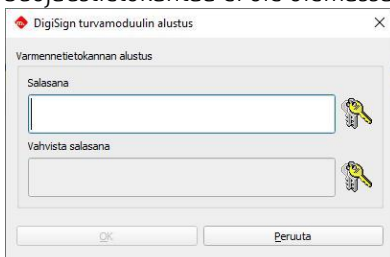 DigiSign turvamoduulin alustus
Varmennetietokannan alustus
Salasana
Vahvista salasana
OK
Peruuta